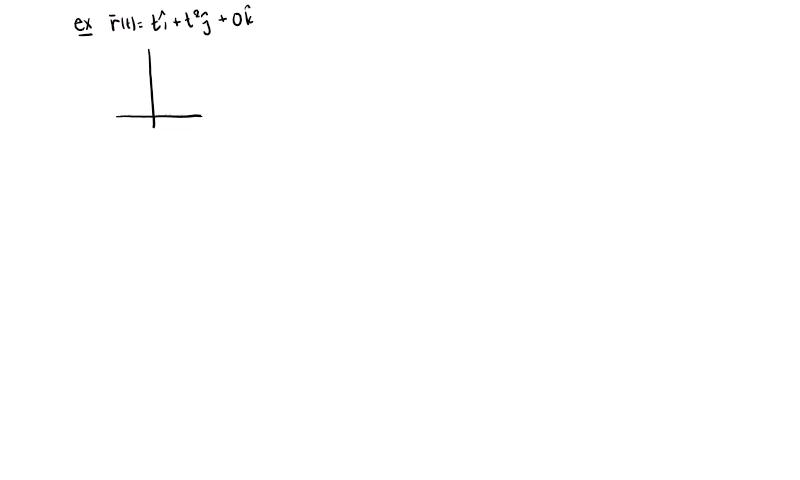 ex r̄(t)= tî + t²ĵ + 0k̂